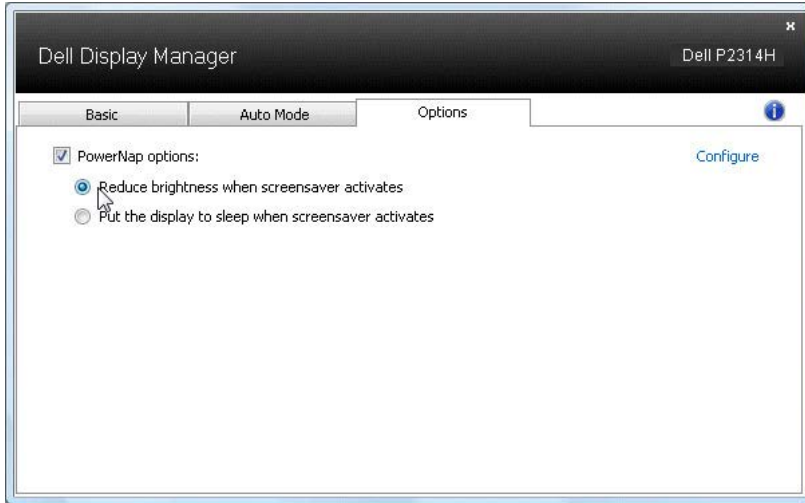 x
Dell Display Manager
Dell P2314H
Basic
Auto Mode
Options
i
PowerNap options:
Configure
Reduce brightness when screensaver activates
Put the display to sleep when screensaver activates